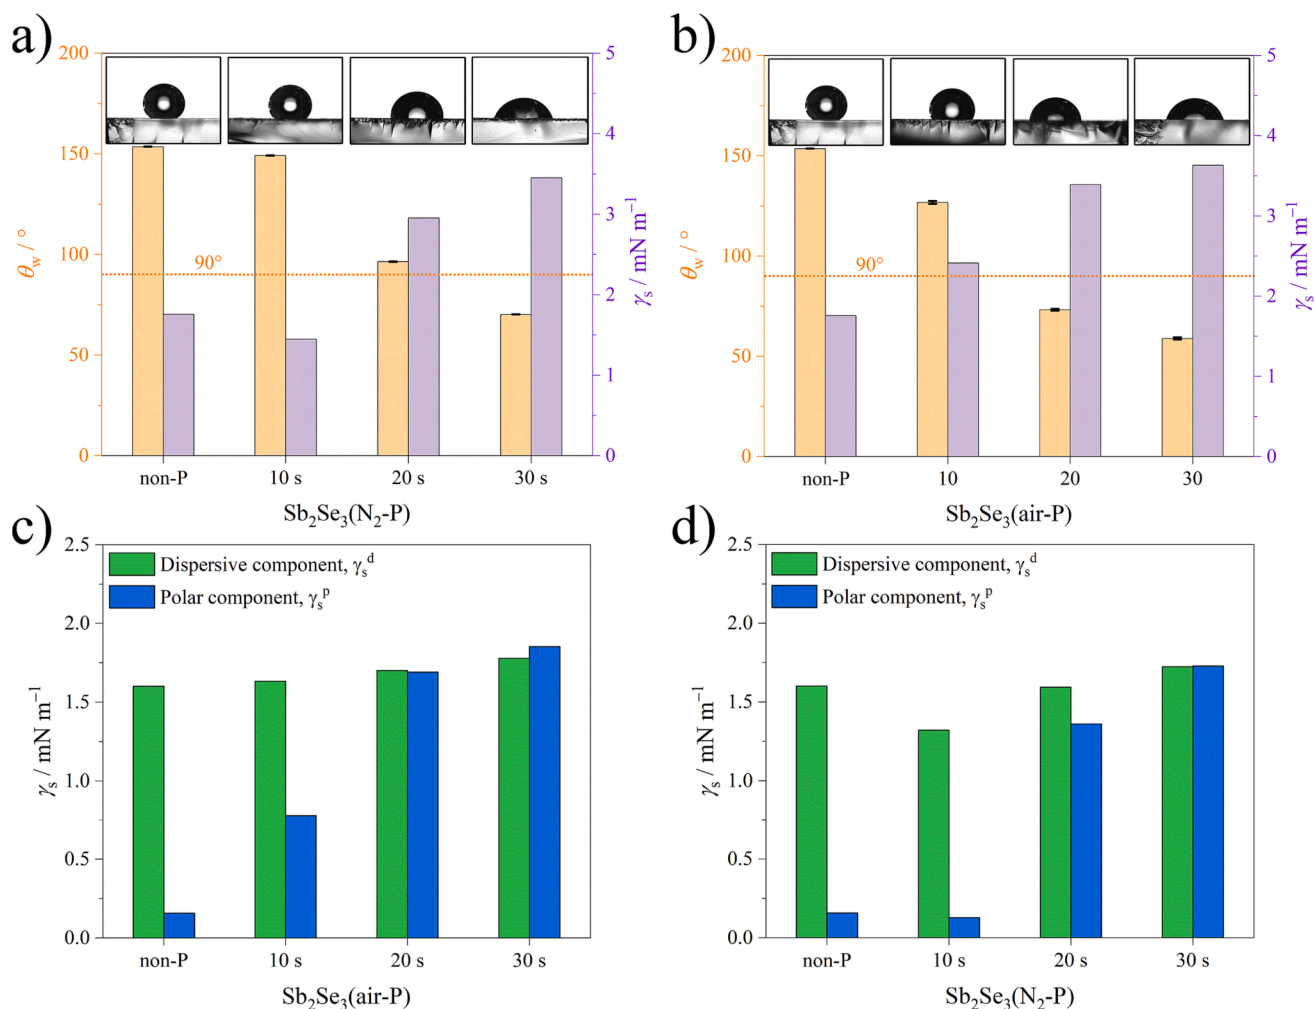 a)
200
150
100
50
0
θw / °
90°
5
4
3
2
1
0
γs / mN m⁻¹
non-P 10 s 20 s 30 s
Sb₂Se₃(N₂-P)
b)
200
150
100
50
0
θw / °
90°
5
4
3
2
1
0
γs / mN m⁻¹
non-P 10 20 30
Sb₂Se₃(air-P)
c)
2.5
2.0
1.5
1.0
0.5
0.0
γs / mN m⁻¹
Dispersive component, γsᵈ
Polar component, γsᵖ
non-P 10 s 20 s 30 s
Sb₂Se₃(air-P)
d)
2.5
2.0
1.5
1.0
0.5
0.0
γs / mN m⁻¹
Dispersive component, γsᵈ
Polar component, γsᵖ
non-P 10 s 20 s 30 s
Sb₂Se₃(N₂-P)